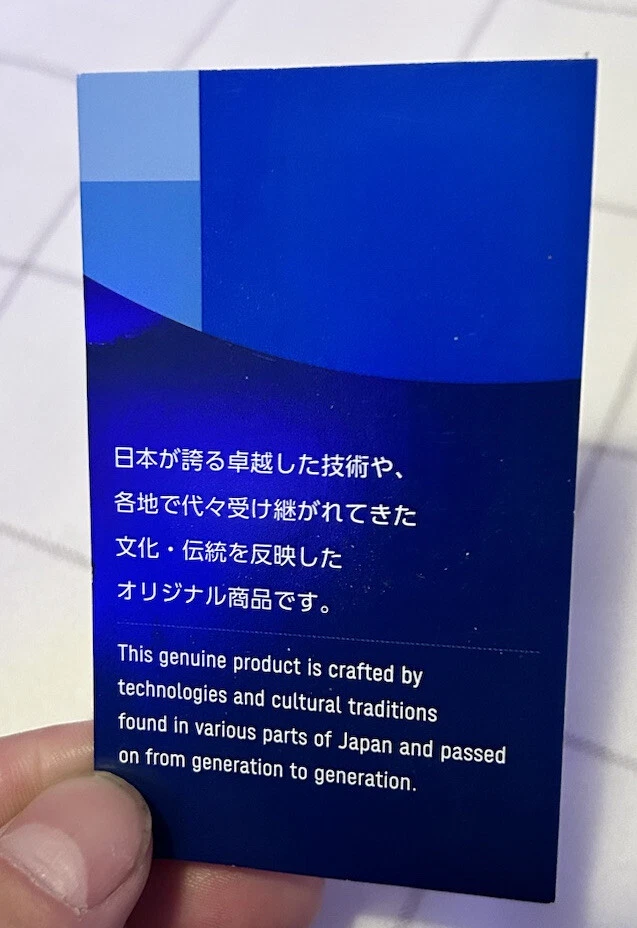 日本が誇る卓越した技術や、
各地で代々受け継がれてきた
文化・伝統を反映した
オリジナル商品です。
This genuine product is crafted by
technologies and cultural traditions
found in various parts of Japan and passed
on from generation to generation.